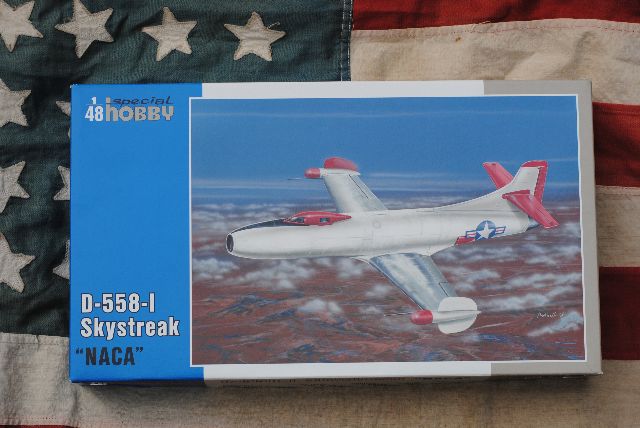 1
48
special
HOBBY
D-558-I
Skystreak
"NACA"